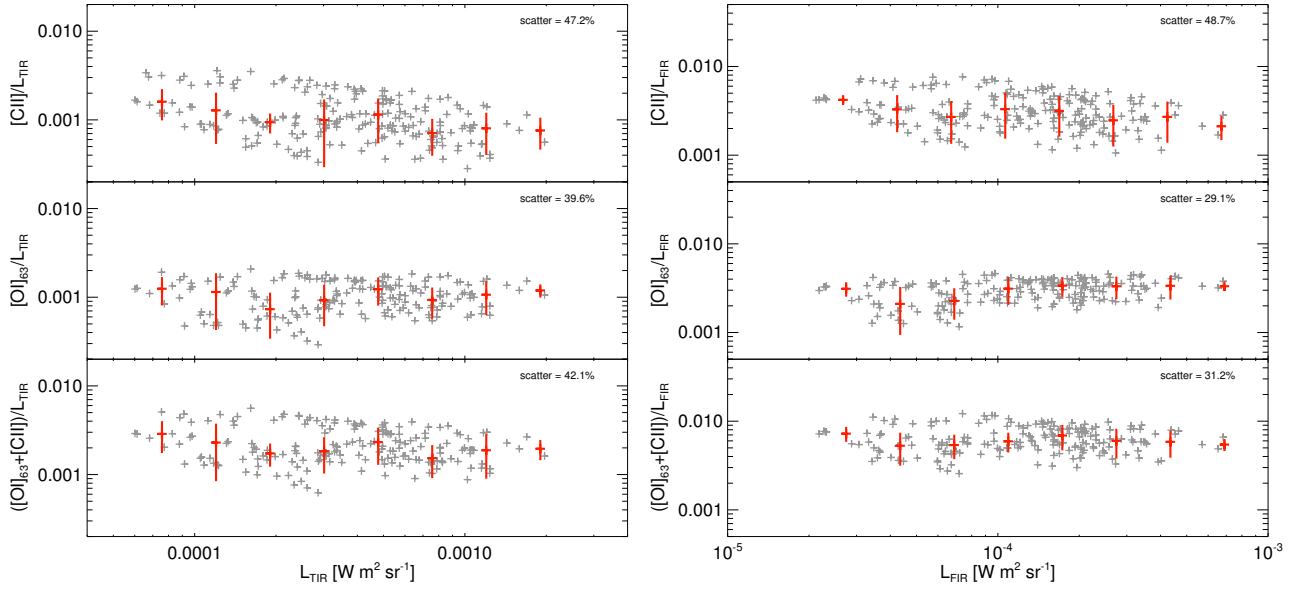 scatter = 47.2%
0.010
0.001
[CII]/L_TIR
scatter = 39.6%
0.010
0.001
[OI]_63/L_TIR
scatter = 42.1%
0.010
0.001
([OI]_63+[CII])/L_TIR
0.0001 0.0010
L_TIR [W m² sr⁻¹]
scatter = 48.7%
0.010
0.001
[CII]/L_FIR
scatter = 29.1%
0.010
0.001
[OI]_63/L_FIR
scatter = 31.2%
0.010
0.001
([OI]_63+[CII])/L_FIR
10⁻⁵ 10⁻⁴ 10⁻³
L_FIR [W m² sr⁻¹]